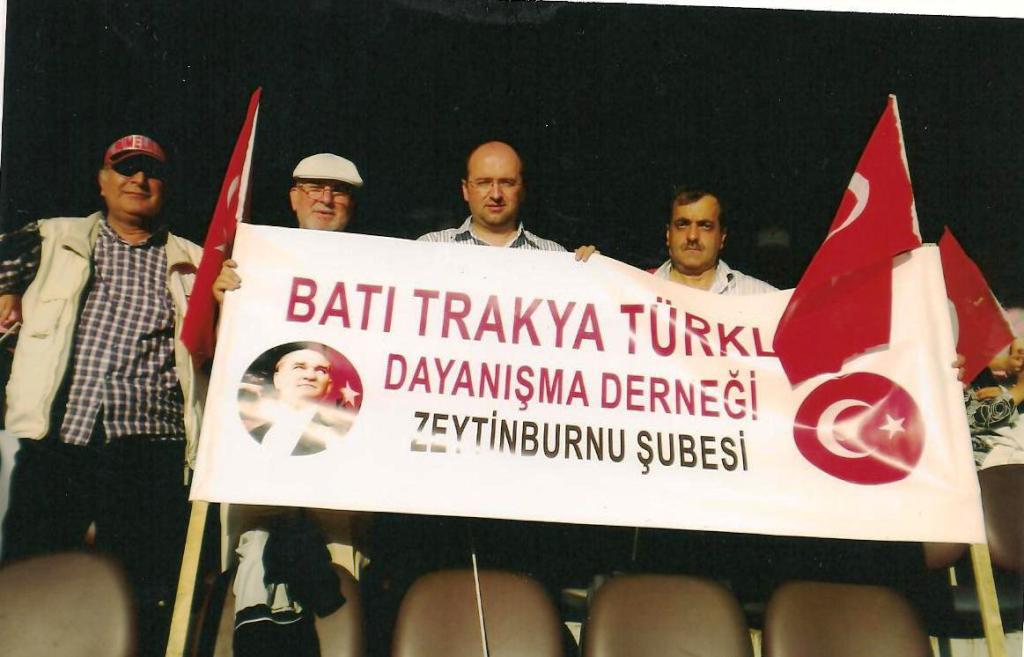 BATI TRAKYA TÜRKL
DAYANIŞMA DERNEĞİ
ZEYTİNBURNU ŞUBESİ